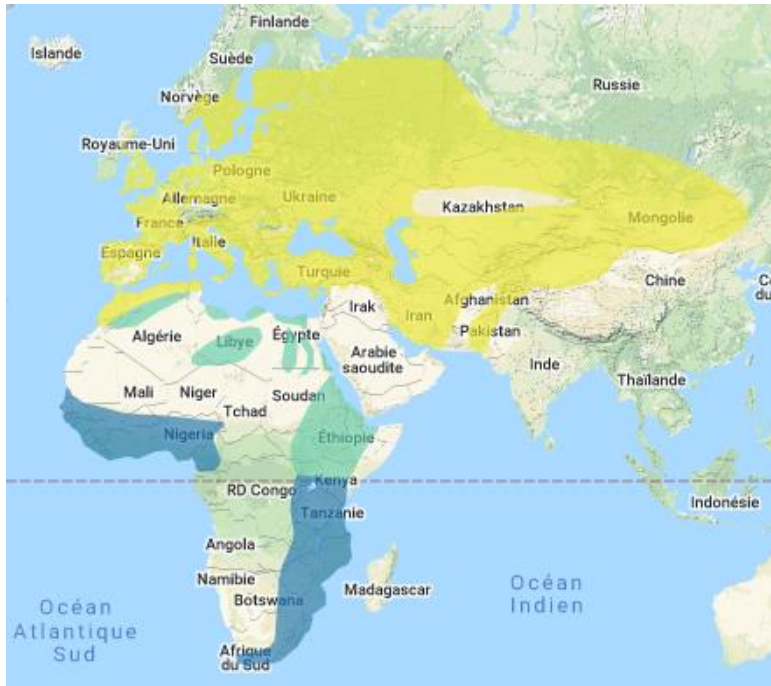 Finlande
Islande
Suède
Russie
Norvège
Royaume-Uni
Pologne
Allemagne
Ukraine
Kazakhstan
Mongolie
France
Italie
Espagne
Turquie
Chine
Irak
Iran
Afghanistan
Pakistan
Algérie
Libye
Égypte
Arabie
saoudite
Inde
Thaïlande
Mali
Niger
Soudan
Tchad
Nigeria
Éthiopie
Kenya
RD Congo
Indonésie
Tanzanie
Angola
Namibie
Madagascar
Océan
Indien
Botswana
Océan
Atlantique
Sud
Afrique
du Sud